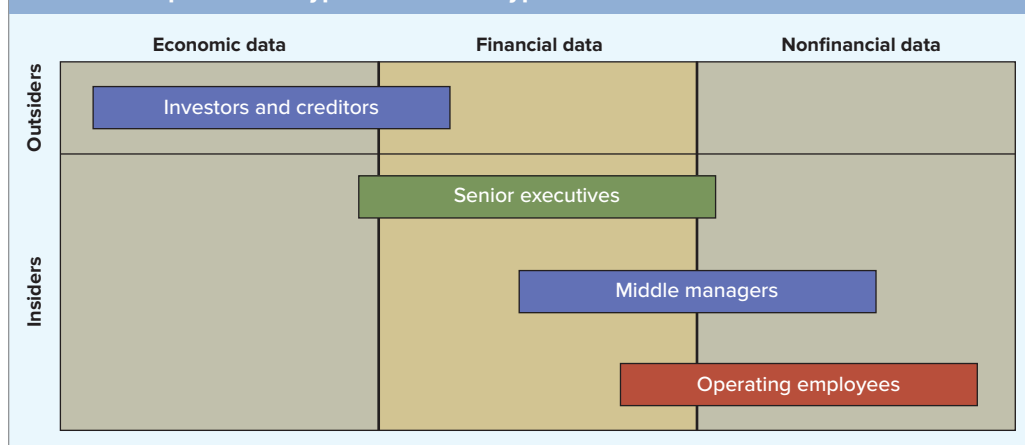 Economic data Financial data Nonfinancial data
Outsiders
Investors and creditors
Insiders
Senior executives
Middle managers
Operating employees